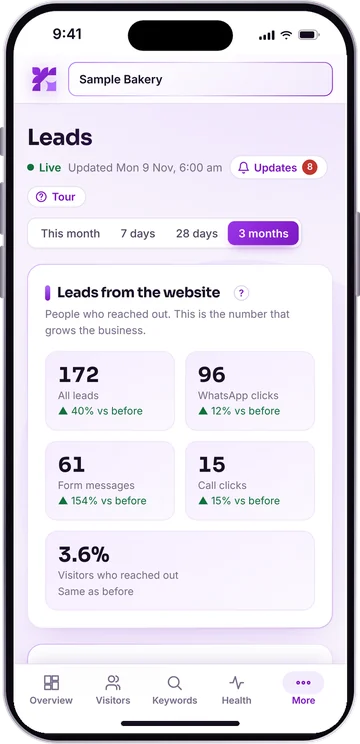 9:41
Sample Bakery
Leads
Live Updated Mon 9 Nov, 6:00 am Updates 8
Tour
This month 7 days 28 days 3 months
Leads from the website ?
People who reached out. This is the number that
grows the business.
172
All leads
▲ 40% vs before
96
WhatsApp clicks
▲ 12% vs before
61
Form messages
▲ 154% vs before
15
Call clicks
▲ 15% vs before
3.6%
Visitors who reached out
Same as before
Overview Visitors Keywords Health More